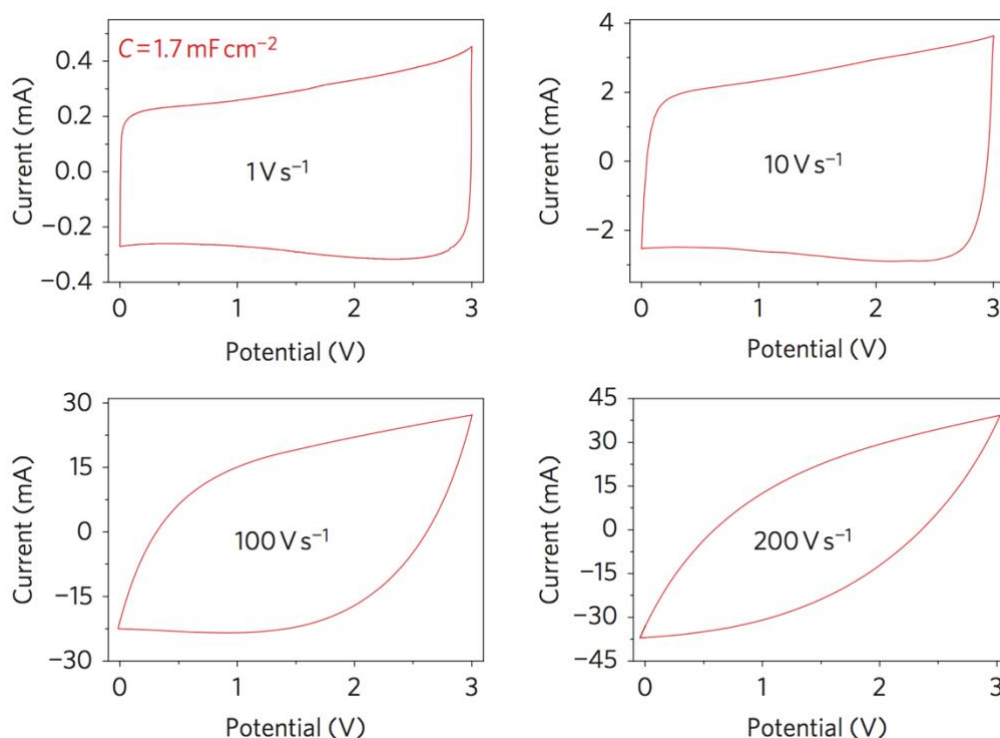 C = 1.7 mF cm⁻²
0.4
0.2
0.0
−0.2
−0.4
Current (mA)
1 V s⁻¹
0 1 2 3
Potential (V)
4
2
0
−2
Current (mA)
10 V s⁻¹
0 1 2 3
Potential (V)
30
15
0
−15
−30
Current (mA)
100 V s⁻¹
0 1 2 3
Potential (V)
45
30
15
0
−15
−30
−45
Current (mA)
200 V s⁻¹
0 1 2 3
Potential (V)